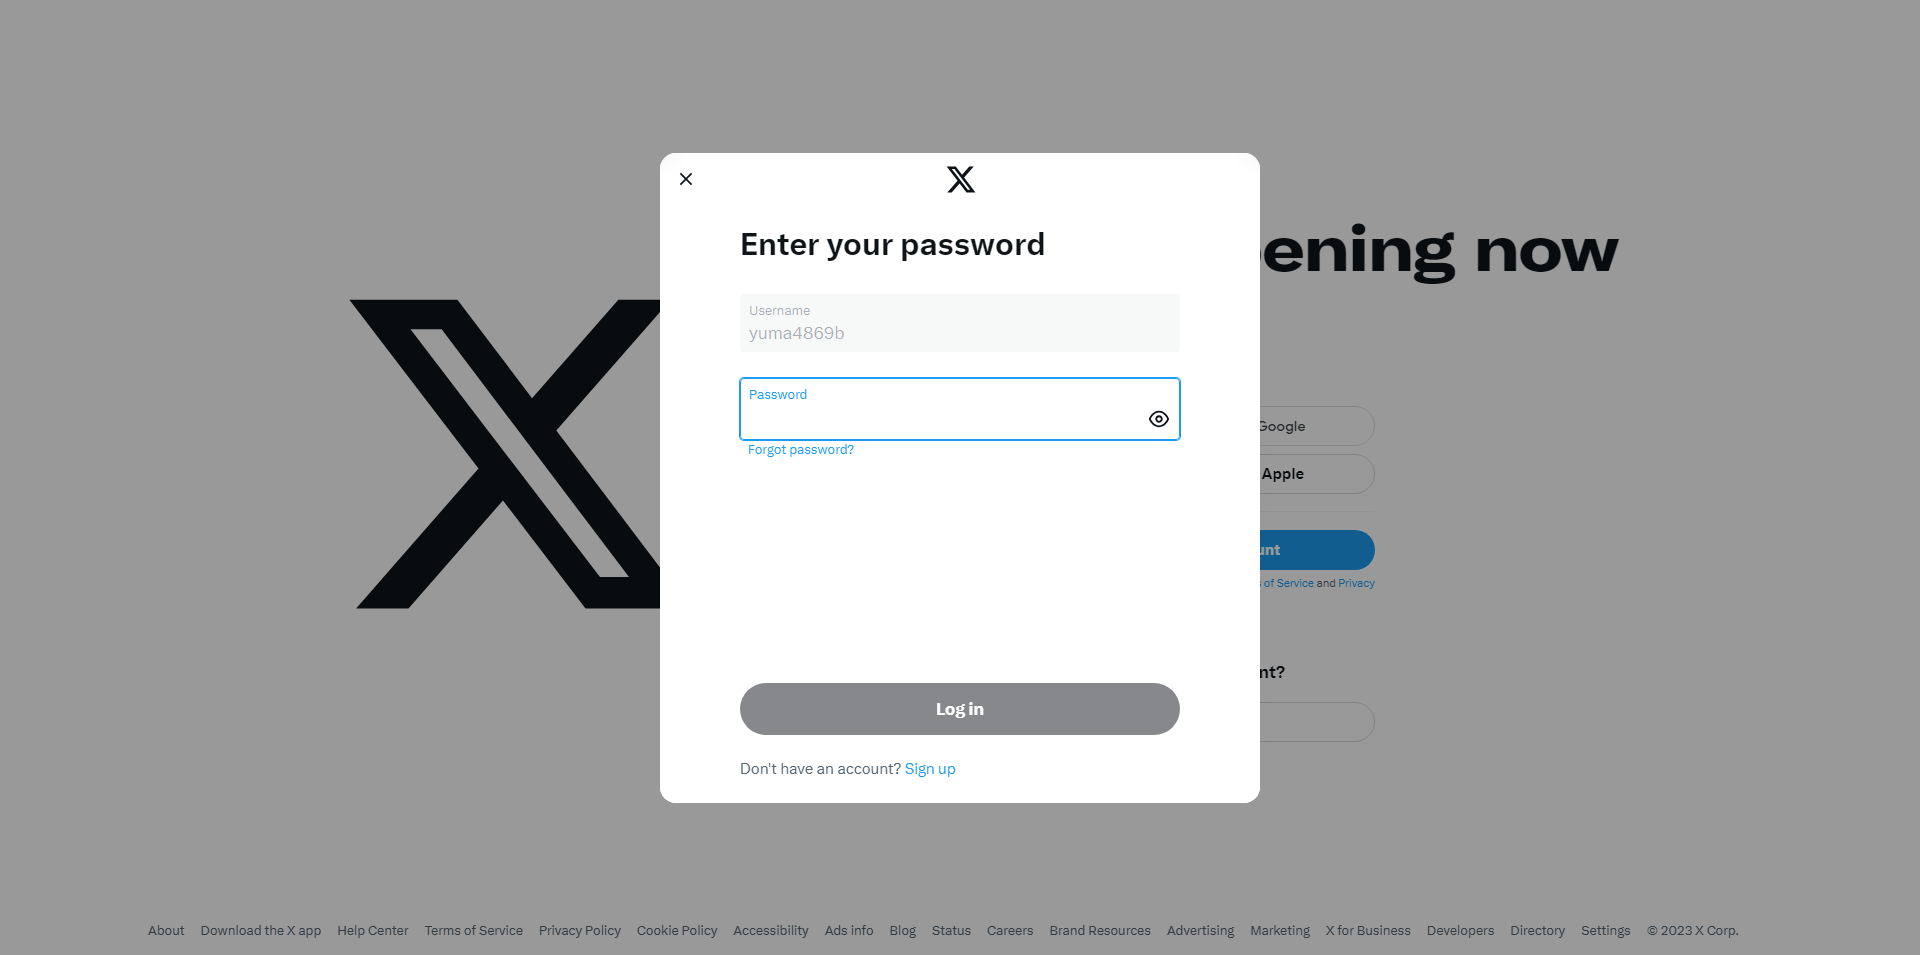 Enter your password
Username
yuma4869b
Password
Forgot password?
Log in
Don't have an account? Sign up
ening now
Google
Apple
unt
of Service and Privacy
nt?
About Download the X app Help Center Terms of Service Privacy Policy Cookie Policy Accessibility Ads info Blog Status Careers Brand Resources Advertising Marketing X for Business Developers Directory Settings © 2023 X Corp.